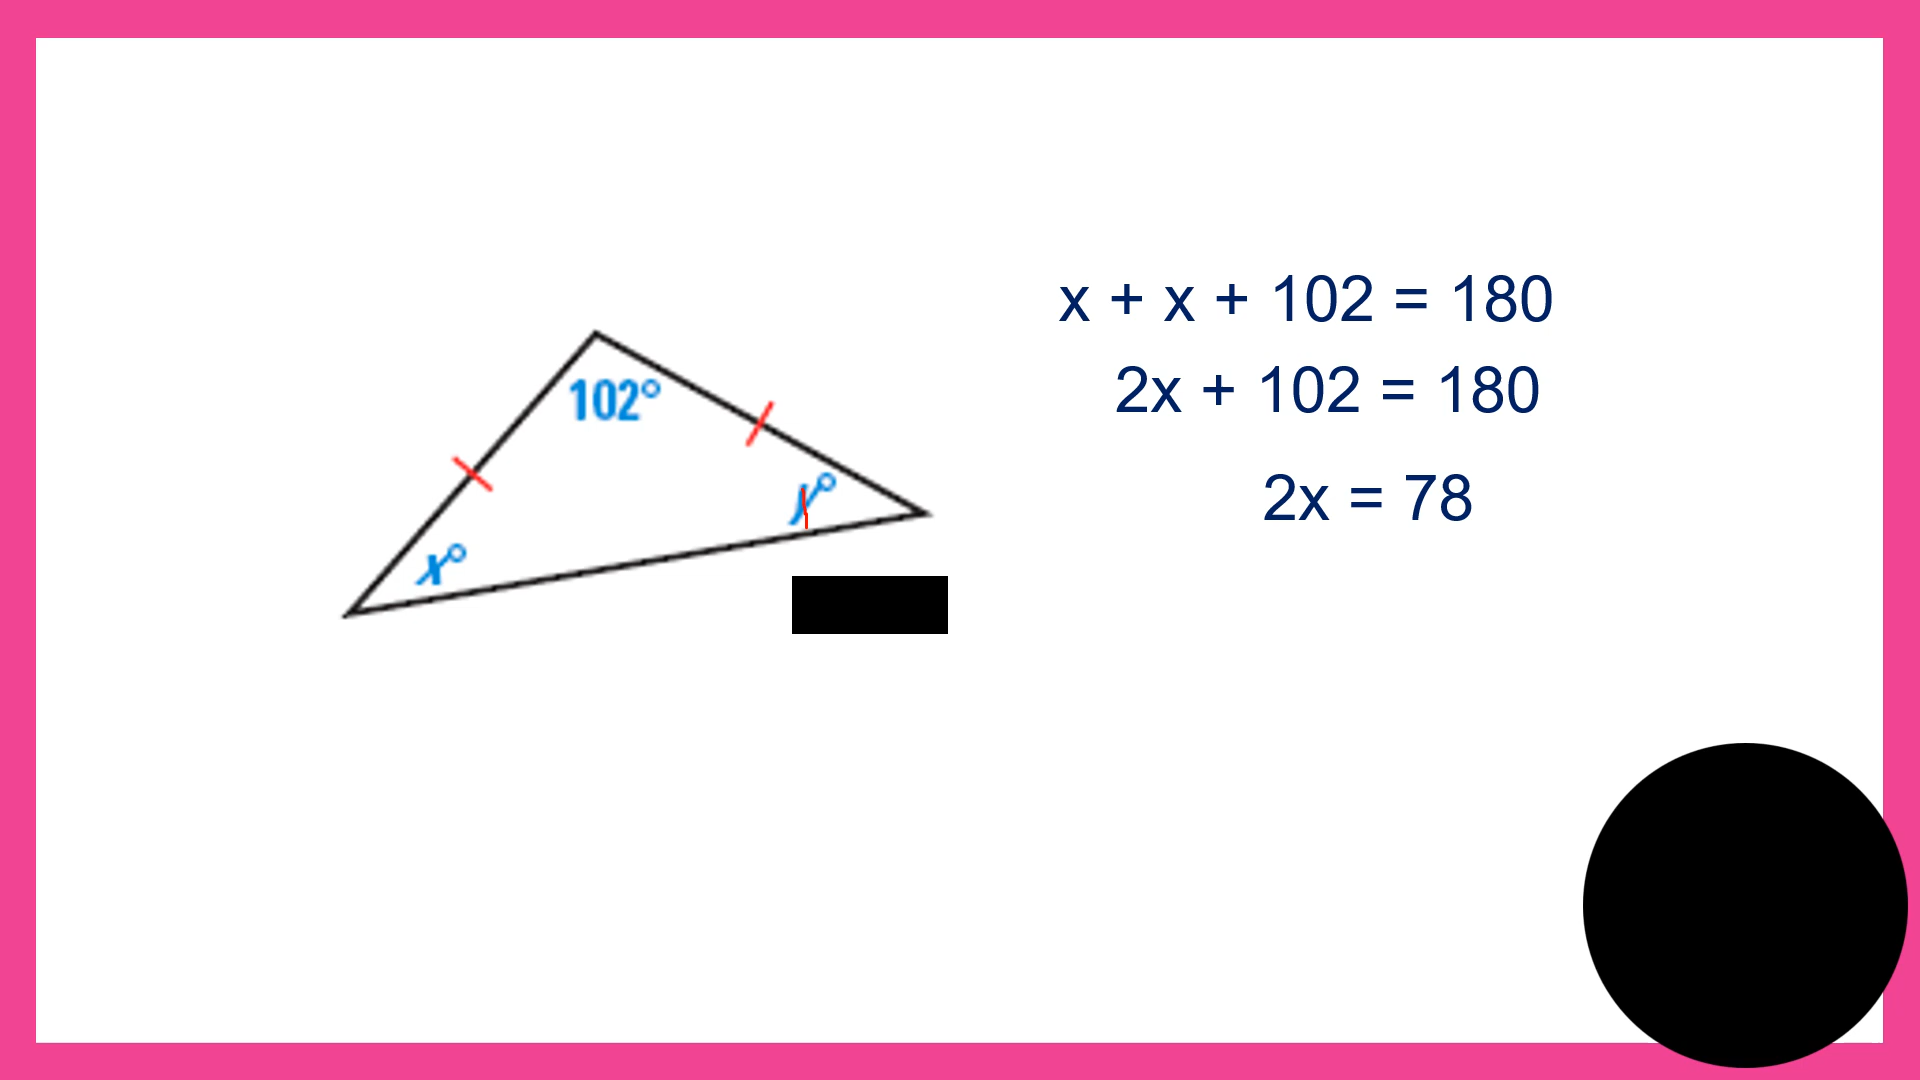 x + x + 102 = 180
2x + 102 = 180
2x = 78
102°
y°
x°